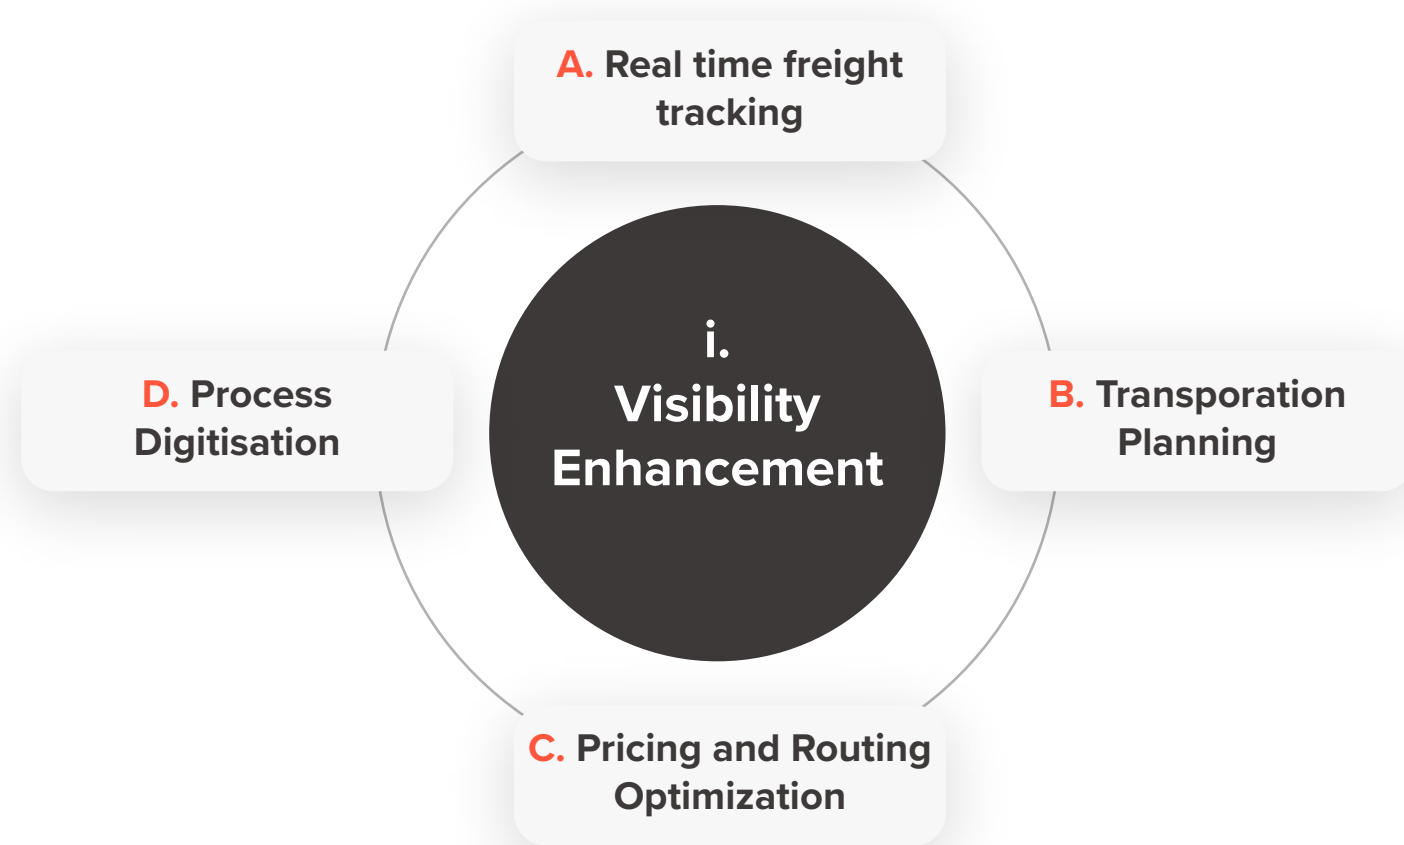 A. Real time freight
tracking
i.
Visibility
Enhancement
D. Process
Digitisation
B. Transporation
Planning
C. Pricing and Routing
Optimization